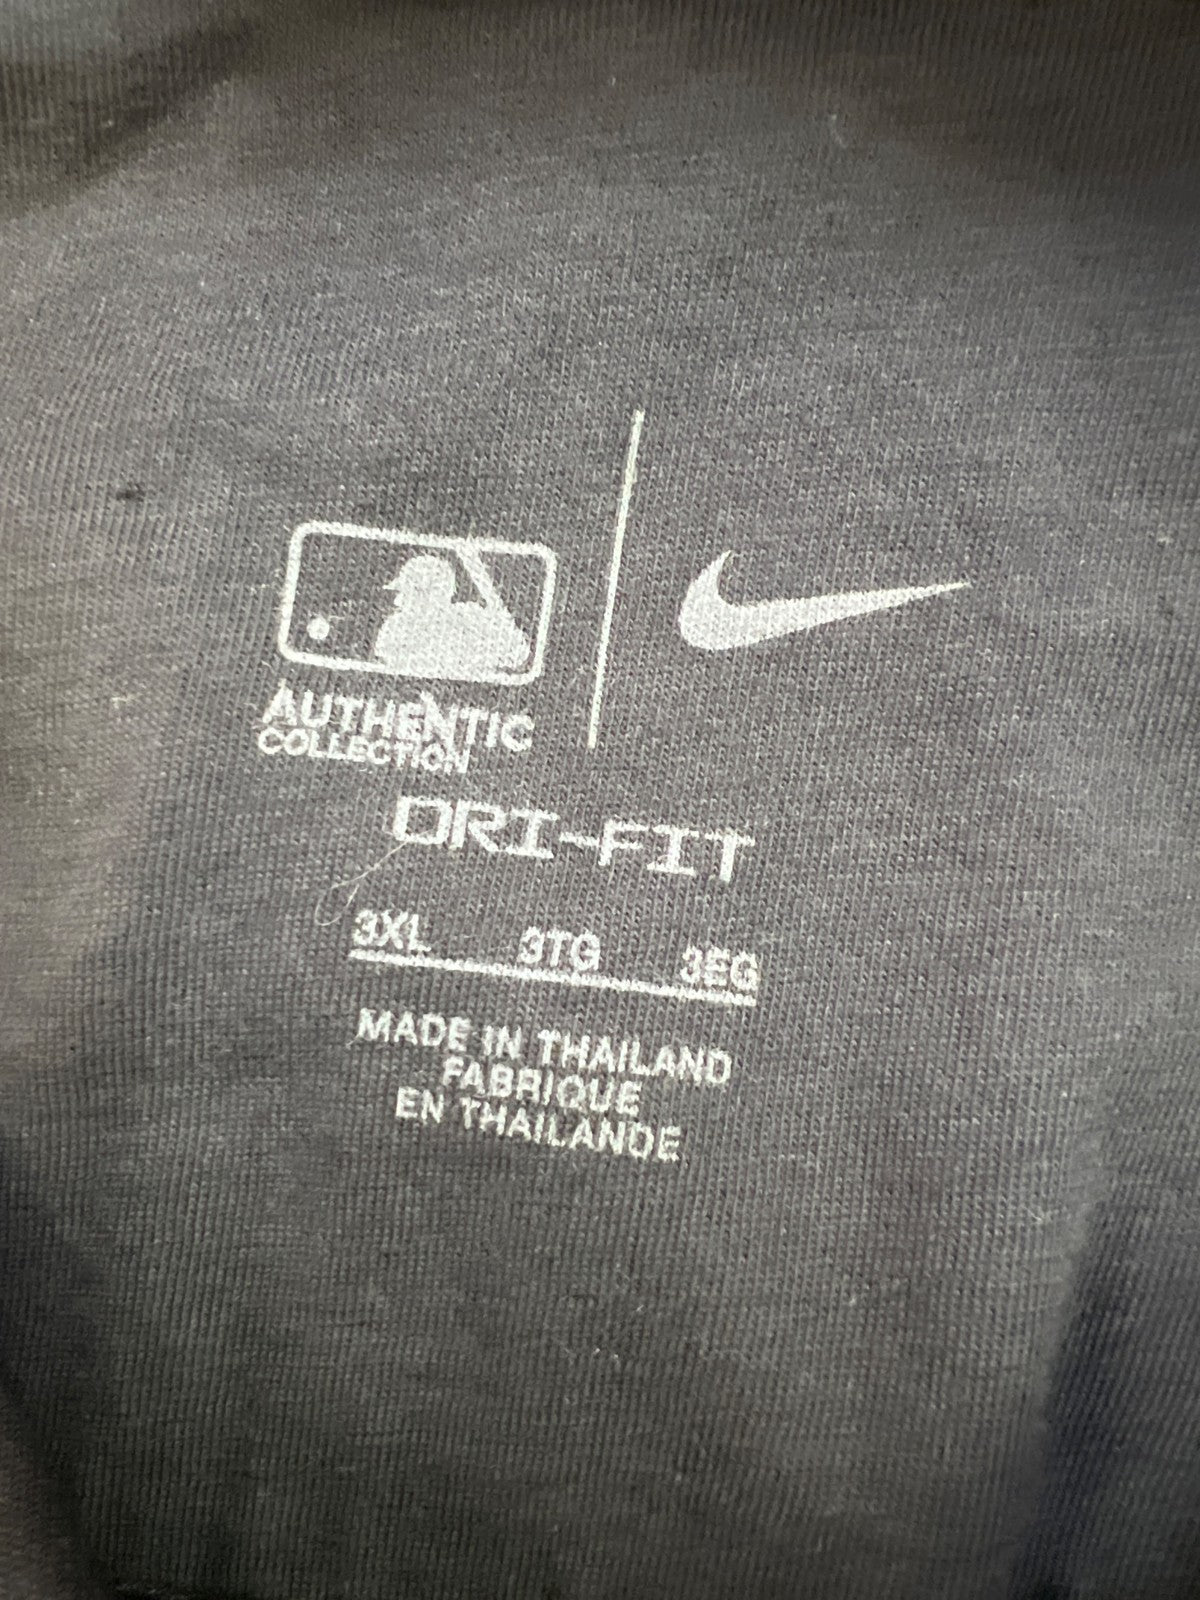 AUTHENTIC
COLLECTION
DRI-FIT
3XL 3TG 3EG
MADE IN THAILAND
FABRIQUE
EN THAILANDE